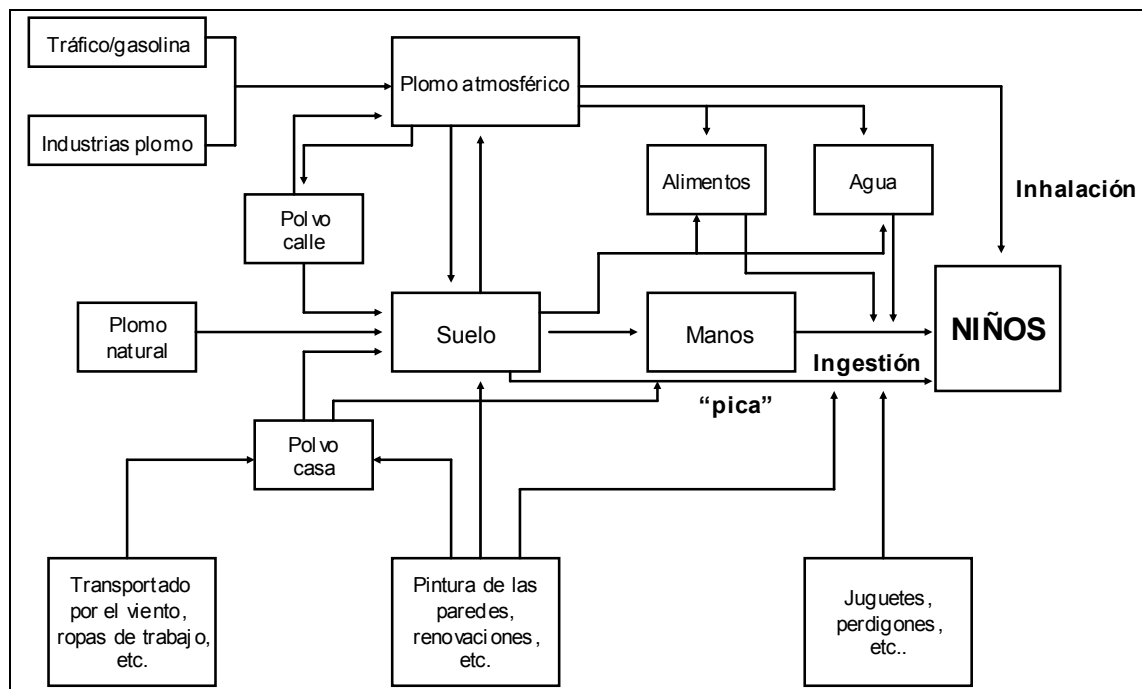 Tráfico/gasolina
Plomo atmosférico
Industrias plomo
Alimentos
Agua
Inhalación
Polvo
calle
Plomo
natural
Suelo
Manos
NIÑOS
Ingestión
“pica”
Polvo
casa
Transportado
por el viento,
ropas de trabajo,
etc.
Pintura de las
paredes,
renovaciones,
etc.
Juguetes,
perdigones,
etc..